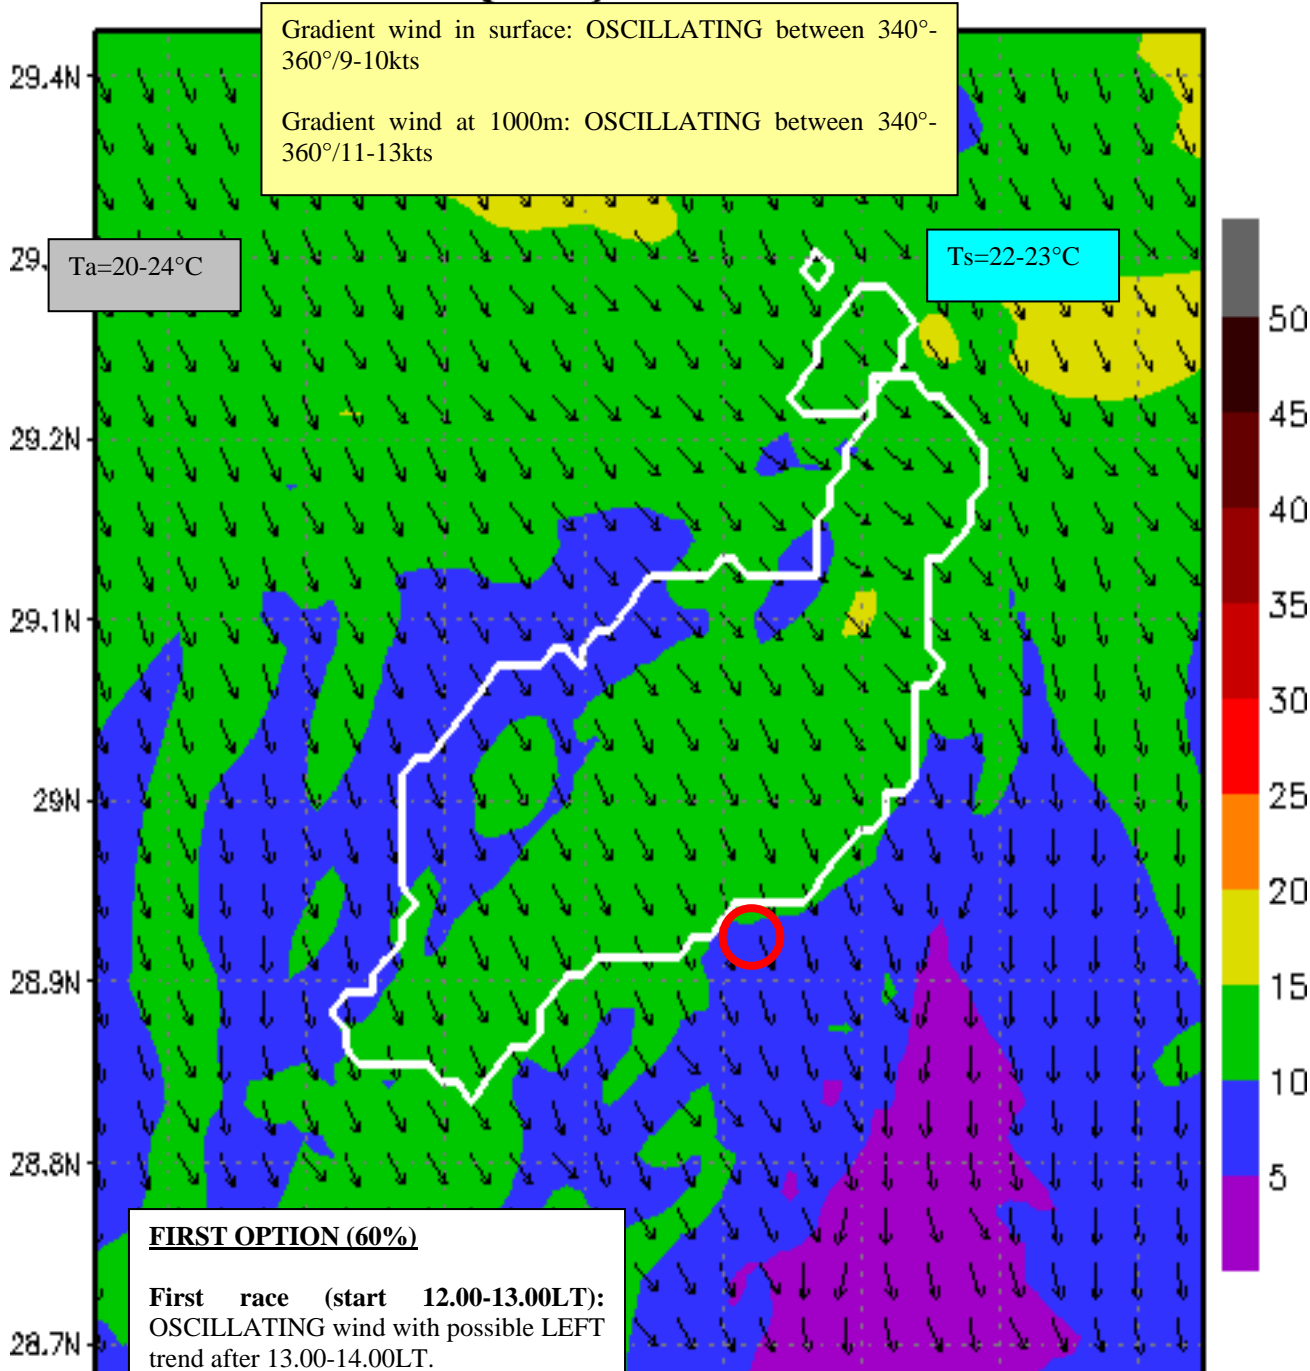 Gradient wind in surface: OSCILLATING between 340°-
360°/9-10kts
Gradient wind at 1000m: OSCILLATING between 340°-
360°/11-13kts
29.4N
29.
Ta=20-24°C
Ts=22-23°C
29.2N
29.1N
29N
28.9N
28.8N
28.7N
50
45
40
35
30
25
20
15
10
5
FIRST OPTION (60%)
First race (start 12.00-13.00LT):
OSCILLATING wind with possible LEFT
trend after 13.00-14.00LT.